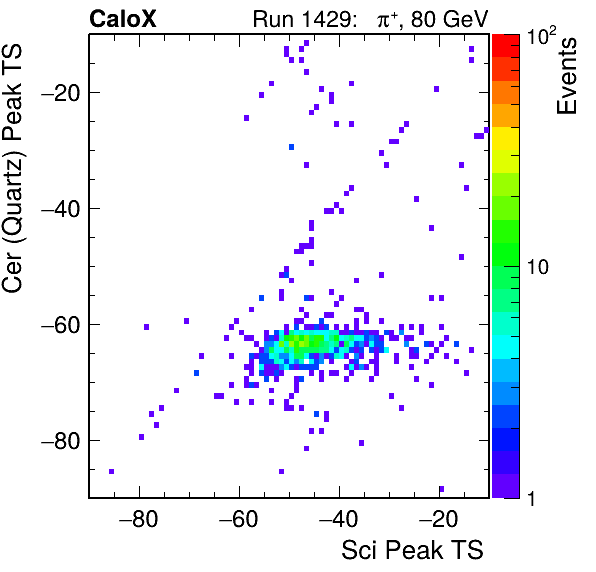 CaloX Run 1429: π⁺, 80 GeV
Cer (Quartz) Peak TS
−20
−40
−60
−80
−80 −60 −40 −20
Sci Peak TS
10²
10
1
Events